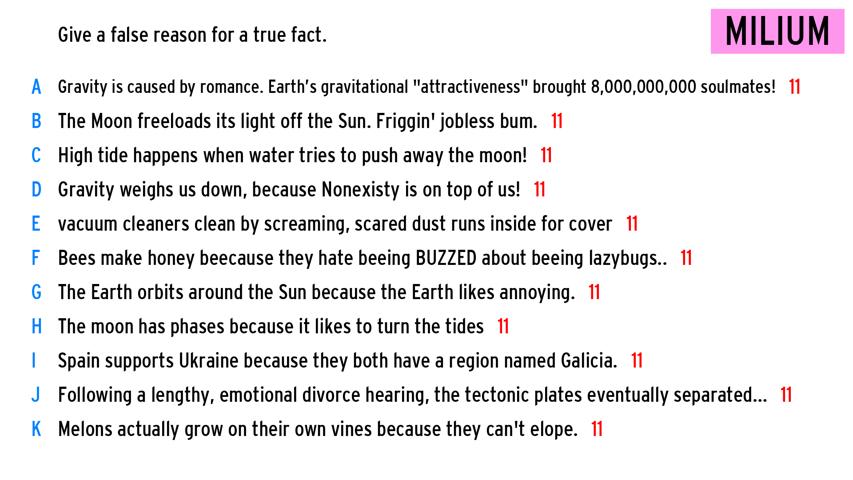 Give a false reason for a true fact.
MILIUM
A Gravity is caused by romance. Earth's gravitational "attractiveness" brought 8,000,000,000 soulmates! 11
B The Moon freeloads its light off the Sun. Friggin' jobless bum. 11
C High tide happens when water tries to push away the moon! 11
D Gravity weighs us down, because Nonexisty is on top of us! 11
E vacuum cleaners clean by screaming, scared dust runs inside for cover 11
F Bees make honey beecause they hate beeing BUZZED about beeing lazybugs.. 11
G The Earth orbits around the Sun because the Earth likes annoying. 11
H The moon has phases because it likes to turn the tides 11
I Spain supports Ukraine because they both have a region named Galicia. 11
J Following a lengthy, emotional divorce hearing, the tectonic plates eventually separated... 11
K Melons actually grow on their own vines because they can't elope. 11